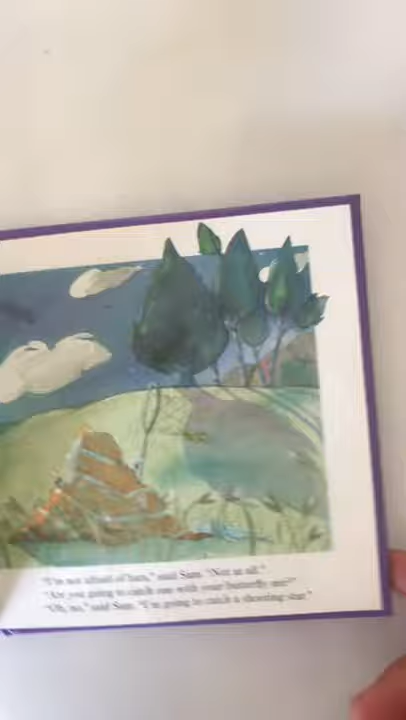 "I'm not afraid of bats," said Sam. "Not at all."
"Are you going to catch one with your butterfly net?"
"Oh, no," said Sam. "I'm going to catch a shooting star."